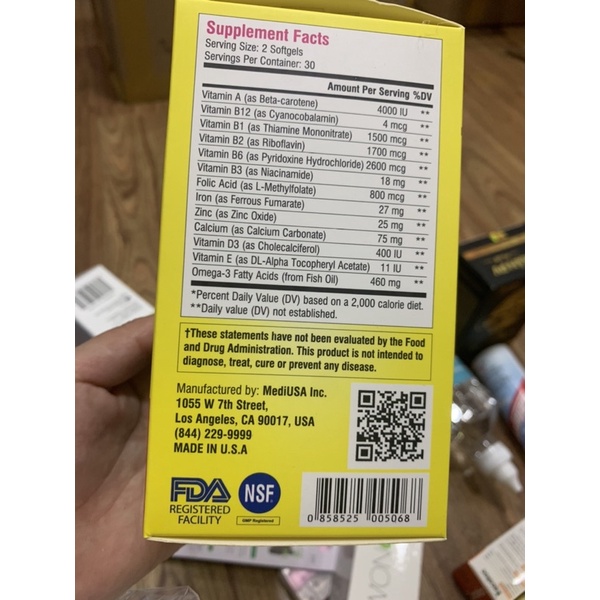 Supplement Facts
Serving Size: 2 Softgels
Servings Per Container: 30
Amount Per Serving %DV
Vitamin A (as Beta-carotene) 4000 IU **
Vitamin B12 (as Cyanocobalamin) 4 mcg **
Vitamin B1 (as Thiamine Mononitrate) 1500 mcg **
Vitamin B2 (as Riboflavin) 1700 mcg **
Vitamin B6 (as Pyridoxine Hydrochloride) 2600 mcg **
Vitamin B3 (as Niacinamide) 18 mg **
Folic Acid (as L-Methylfolate) 800 mcg **
Iron (as Ferrous Fumarate) 27 mg **
Zinc (as Zinc Oxide) 25 mg **
Calcium (as Calcium Carbonate) 75 mg **
Vitamin D3 (as Cholecalciferol) 400 IU **
Vitamin E (as DL-Alpha Tocopheryl Acetate) 11 IU **
Omega-3 Fatty Acids (from Fish Oil) 460 mg **
*Percent Daily Value (DV) based on a 2,000 calorie diet.
**Daily value (DV) not established.
†These statements have not been evaluated by the Food
and Drug Administration. This product is not intended to
diagnose, treat, cure or prevent any disease.
Manufactured by: MediUSA Inc.
1055 W 7th Street,
Los Angeles, CA 90017, USA
(844) 229-9999
MADE IN U.S.A
FDA
REGISTERED
FACILITY
NSF
GMP Registered
0 858525 005068